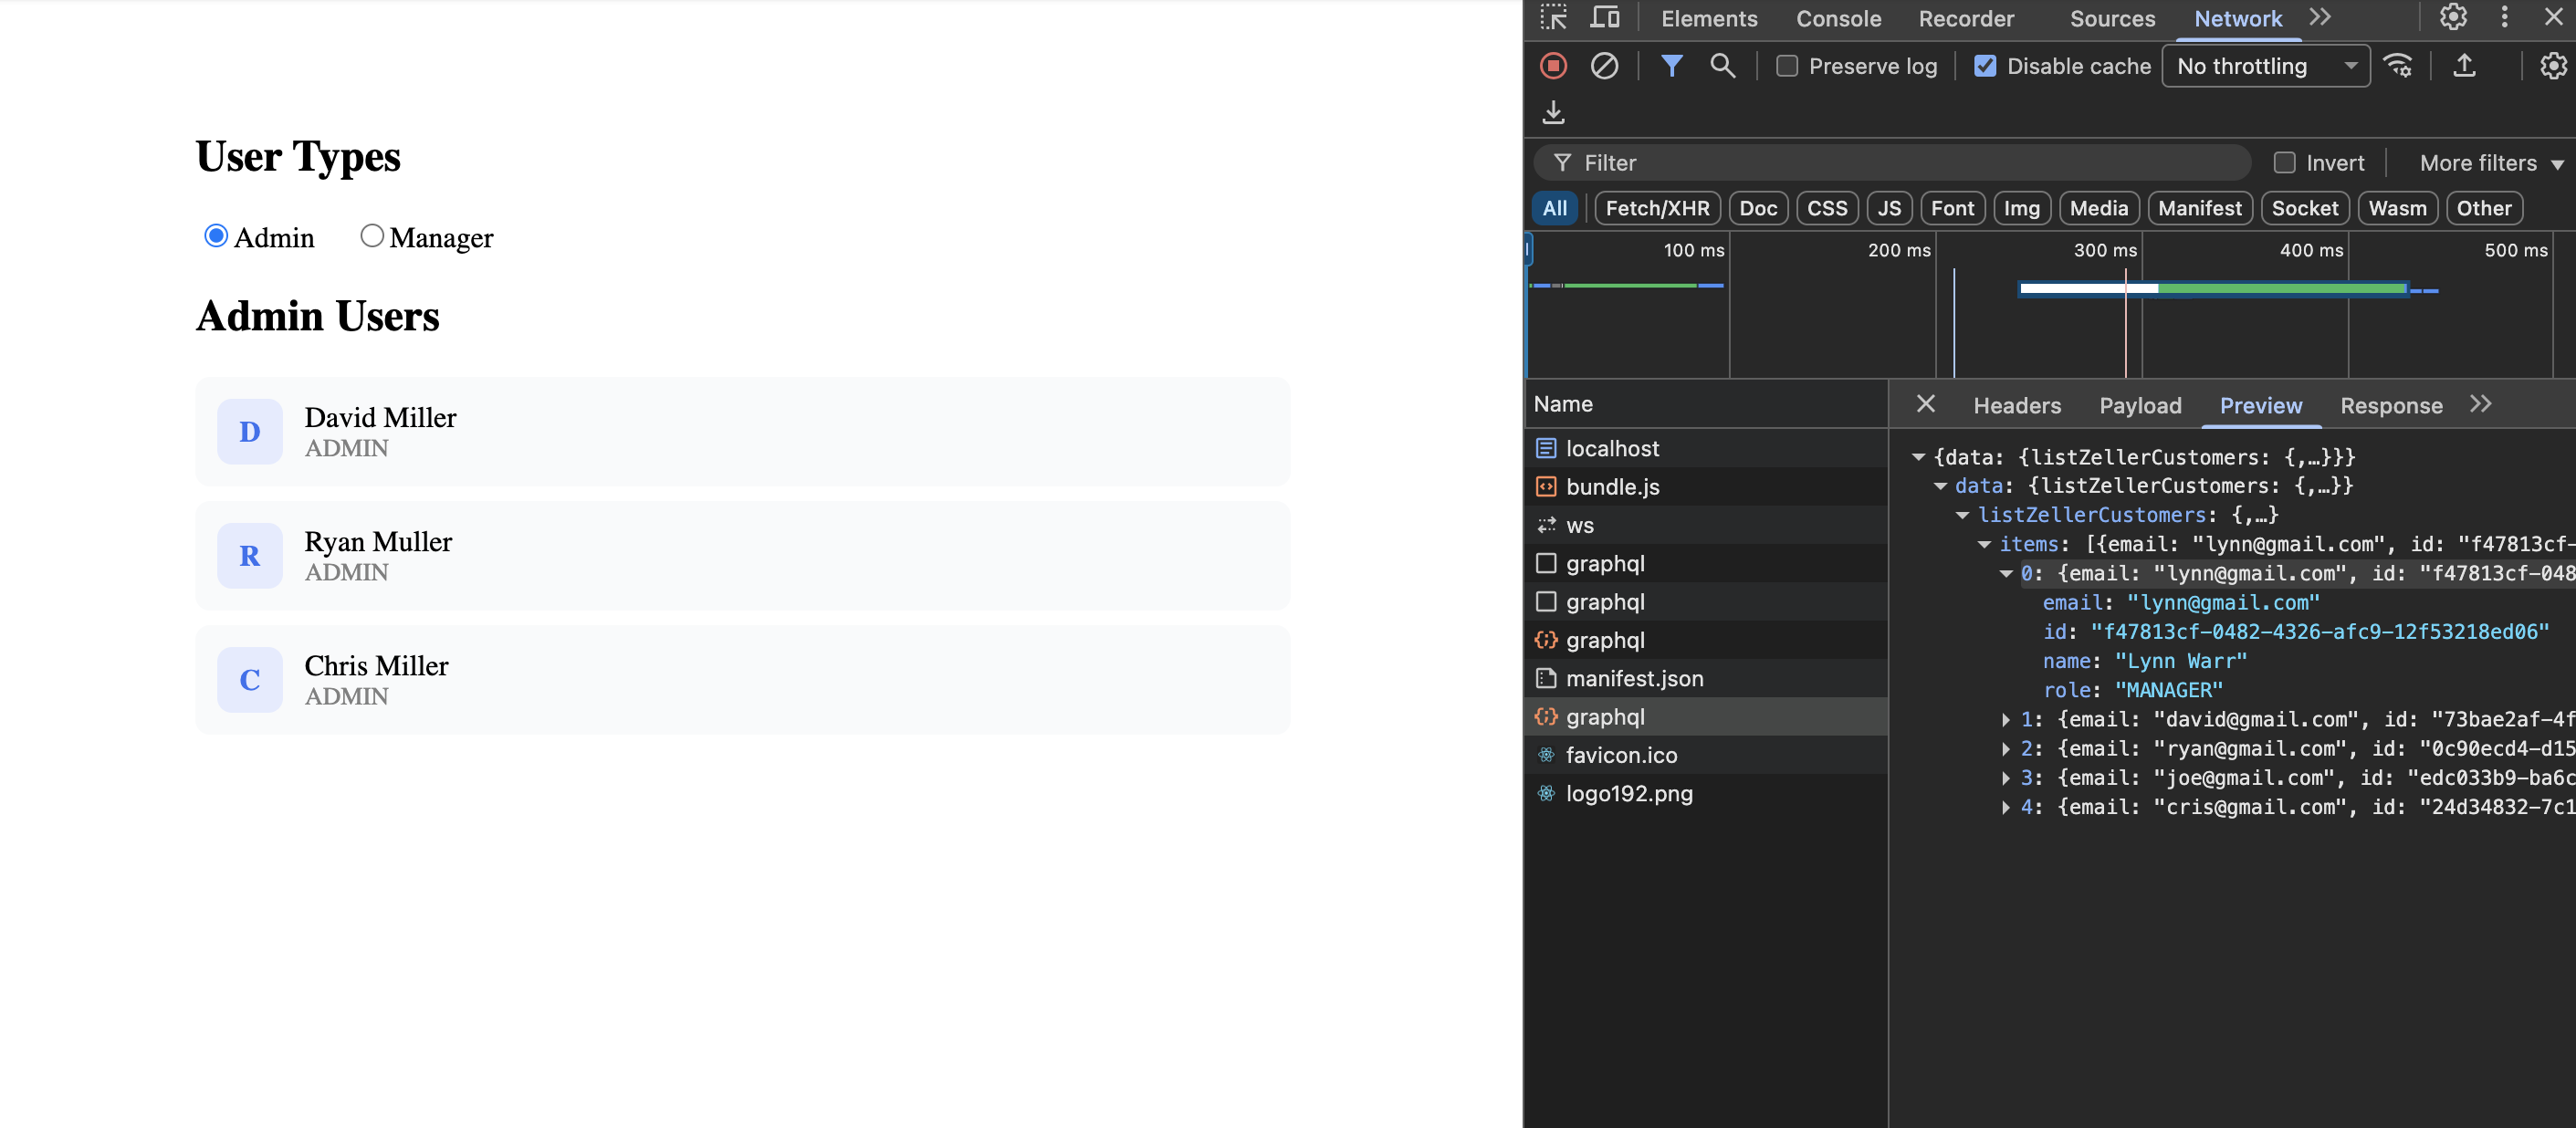 User Types
Admin Manager
Admin Users
D
David Miller
ADMIN
R
Ryan Muller
ADMIN
C
Chris Miller
ADMIN
Elements Console Recorder Sources Network
Preserve log Disable cache No throttling
Filter Invert More filters
All Fetch/XHR Doc CSS JS Font Img Media Manifest Socket Wasm Other
100 ms 200 ms 300 ms 400 ms 500 ms
Name
localhost
bundle.js
ws
graphql
graphql
graphql
manifest.json
graphql
favicon.ico
logo192.png
Headers Payload Preview Response
{data: {listZellerCustomers: {,…}}}
data: {listZellerCustomers: {,…}}
listZellerCustomers: {,…}
items: [{email: "lynn@gmail.com", id: "f47813cf-
0: {email: "lynn@gmail.com", id: "f47813cf-048
email: "lynn@gmail.com"
id: "f47813cf-0482-4326-afc9-12f53218ed06"
name: "Lynn Warr"
role: "MANAGER"
1: {email: "david@gmail.com", id: "73bae2af-4f
2: {email: "ryan@gmail.com", id: "0c90ecd4-d15
3: {email: "joe@gmail.com", id: "edc033b9-ba6c
4: {email: "cris@gmail.com", id: "24d34832-7c1